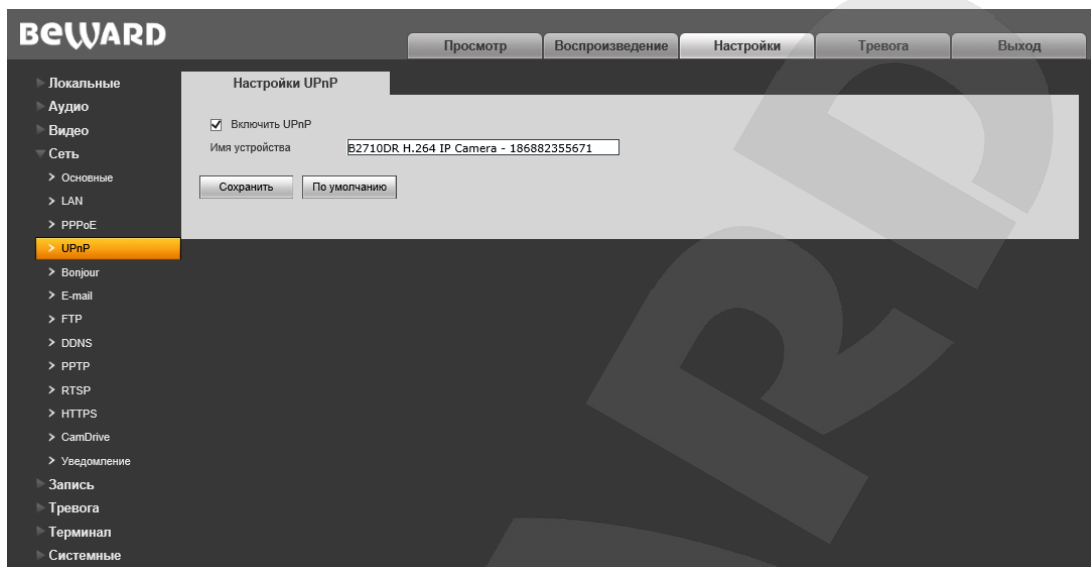 BEWARD
Просмотр Воспроизведение Настройки Тревога Выход
Локальные
Аудио
Видео
Сеть
Основные
LAN
PPPoE
UPnP
Bonjour
E-mail
FTP
DDNS
PPTP
RTSP
HTTPS
CamDrive
Уведомление
Запись
Тревога
Терминал
Системные
Настройки UPnP
Включить UPnP
Имя устройства B2710DR H.264 IP Camera - 186882355671
Сохранить По умолчанию